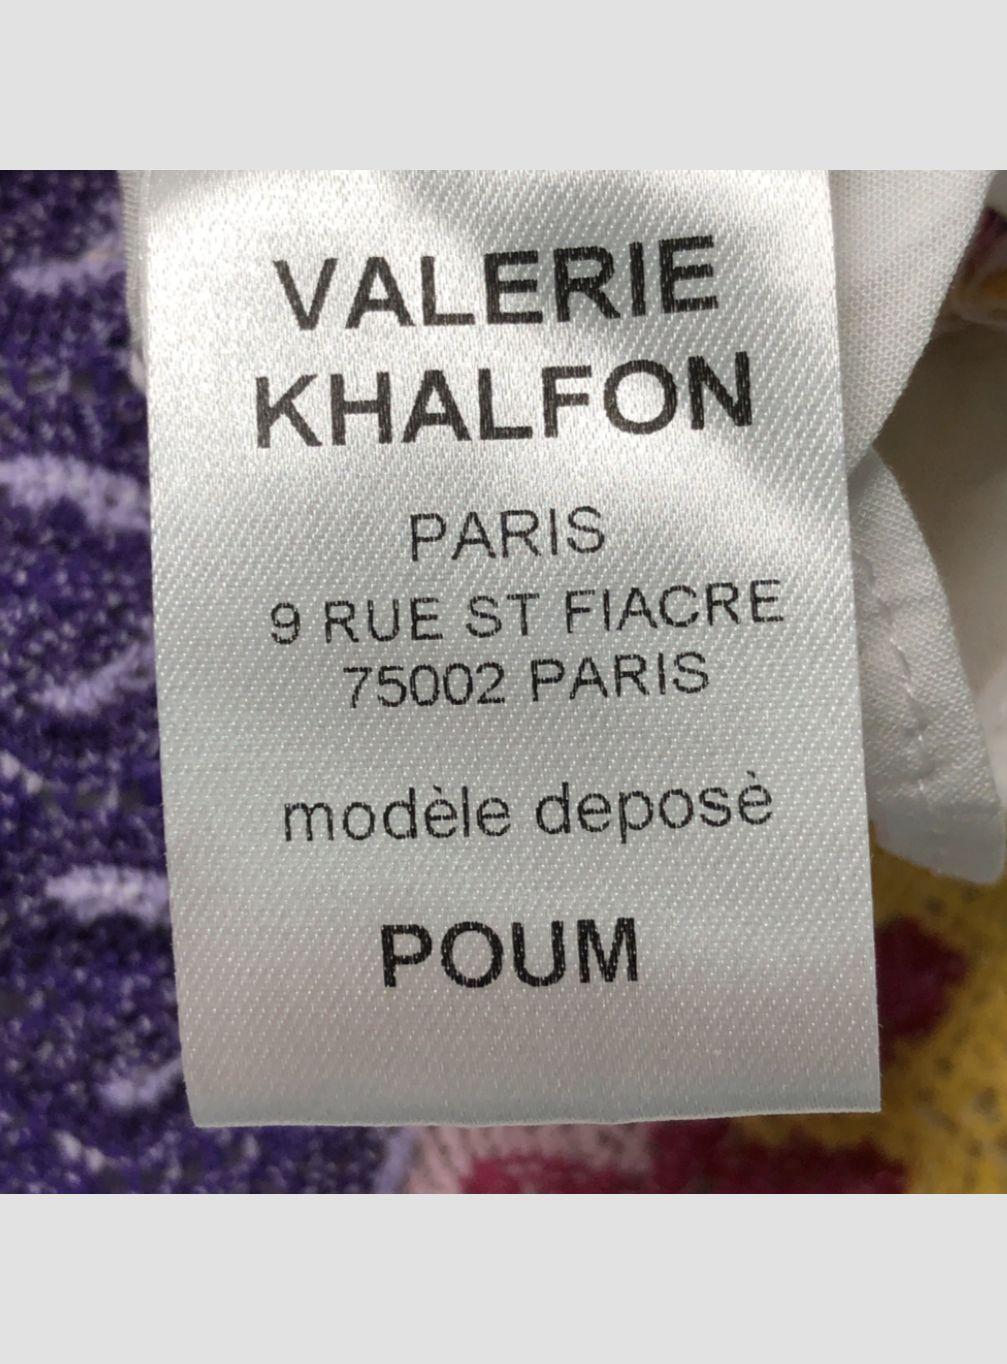 VALERIE
KHALFON
PARIS
9 RUE ST FIACRE
75002 PARIS
modèle deposè
POUM